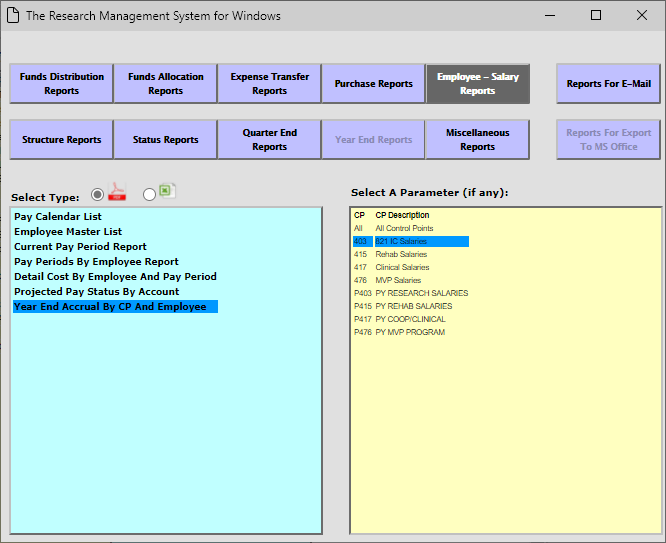 The Research Management System for Windows
Funds Distribution
Reports
Funds Allocation
Reports
Expense Transfer
Reports
Purchase Reports
Employee – Salary
Reports
Reports For E–Mail
Structure Reports
Status Reports
Quarter End
Reports
Year End Reports
Miscellaneous
Reports
Reports For Export
To MS Office
Select Type:
Pay Calendar List
Employee Master List
Current Pay Period Report
Pay Periods By Employee Report
Detail Cost By Employee And Pay Period
Projected Pay Status By Account
Year End Accrual By CP And Employee
Select A Parameter (if any):
CP CP Description
All All Control Points
403 821 IC Salaries
415 Rehab Salaries
417 Clinical Salaries
476 MVP Salaries
P403 PY RESEARCH SALARIES
P415 PY REHAB SALARIES
P417 PY COOP/CLINICAL
P476 PY MVP PROGRAM